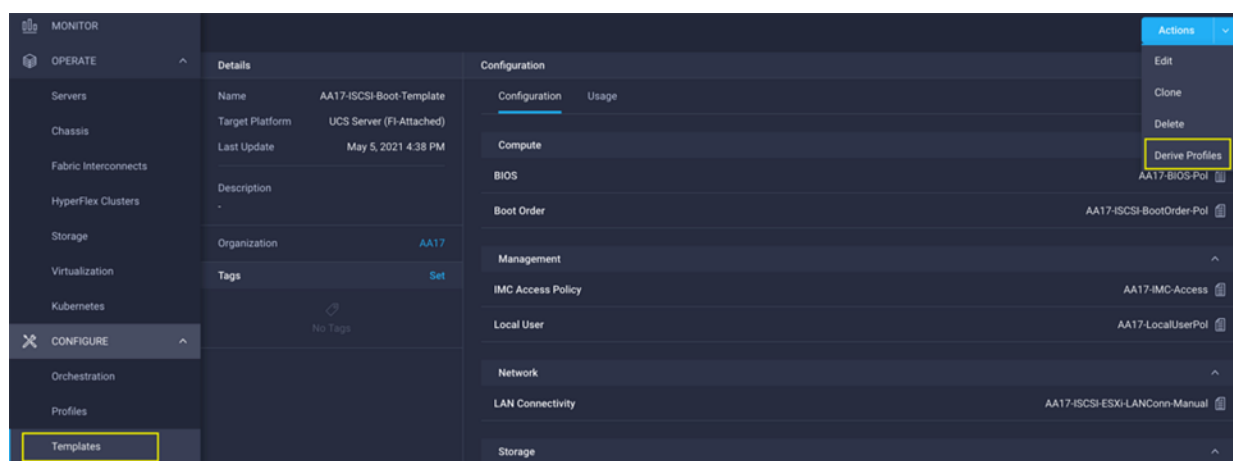 MONITOR
OPERATE
Servers
Chassis
Fabric Interconnects
HyperFlex Clusters
Storage
Virtualization
Kubernetes
CONFIGURE
Orchestration
Profiles
Templates
Details
Name AA17-ISCSI-Boot-Template
Target Platform UCS Server (FI-Attached)
Last Update May 5, 2021 4:38 PM
Description
-
Organization AA17
Tags Set
No Tags
Configuration
Configuration Usage
Compute
BIOS AA17-BIOS-Pol
Boot Order AA17-ISCSI-BootOrder-Pol
Management
IMC Access Policy AA17-IMC-Access
Local User AA17-LocalUserPol
Network
LAN Connectivity AA17-ISCSI-ESXi-LANConn-Manual
Storage
Actions
Edit
Clone
Delete
Derive Profiles